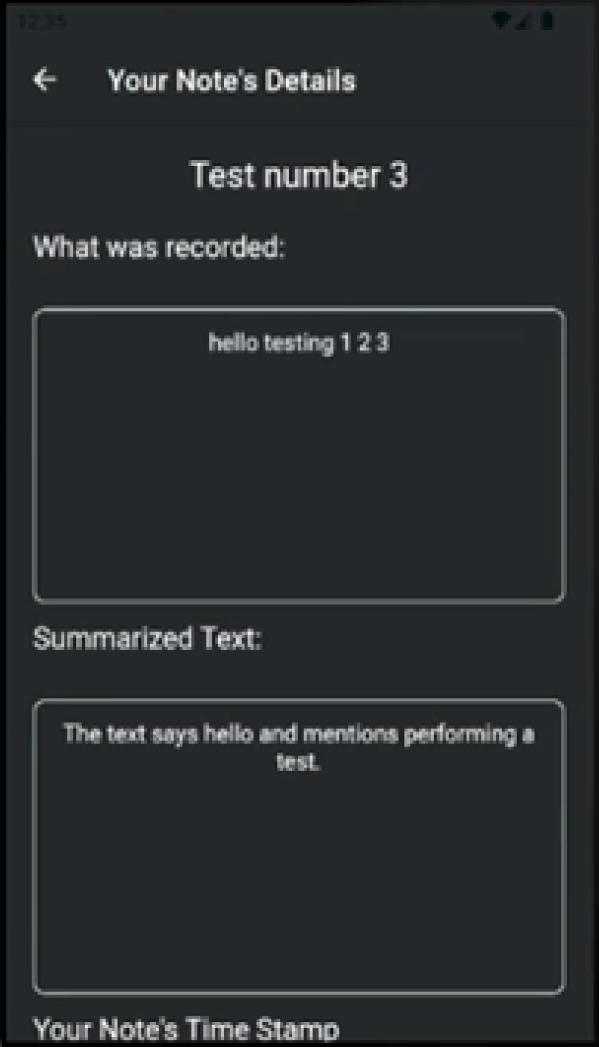 12:35
Your Note's Details
Test number 3
What was recorded:
hello testing 1 2 3
Summarized Text:
The text says hello and mentions performing a
test.
Your Note's Time Stamp